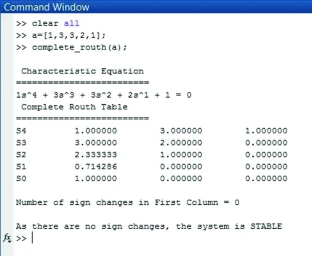 Command Window
>> clear all
>> a=[1,3,3,2,1];
>> complete_routh(a);
Characteristic Equation
=========================
1s^4 + 3s^3 + 3s^2 + 2s^1 + 1 = 0
Complete Routh Table
=========================
S4 1.000000 3.000000 1.000000
S3 3.000000 2.000000 0.000000
S2 2.333333 1.000000 0.000000
S1 0.714286 0.000000 0.000000
S0 1.000000 0.000000 0.000000
Number of sign changes in First Column = 0
As there are no sign changes, the system is STABLE
fx >>